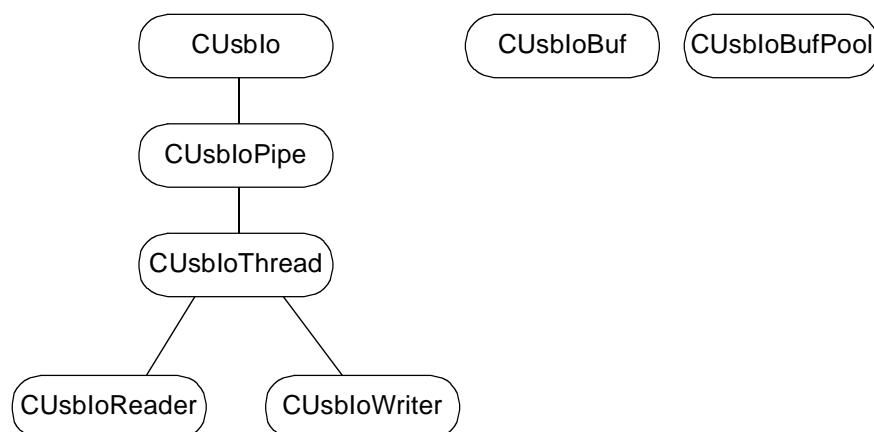 CUsbIo
CUsbIoBuf
CUsbIoBufPool
CUsbIoPipe
CUsbIoThread
CUsbIoReader
CUsbIoWriter